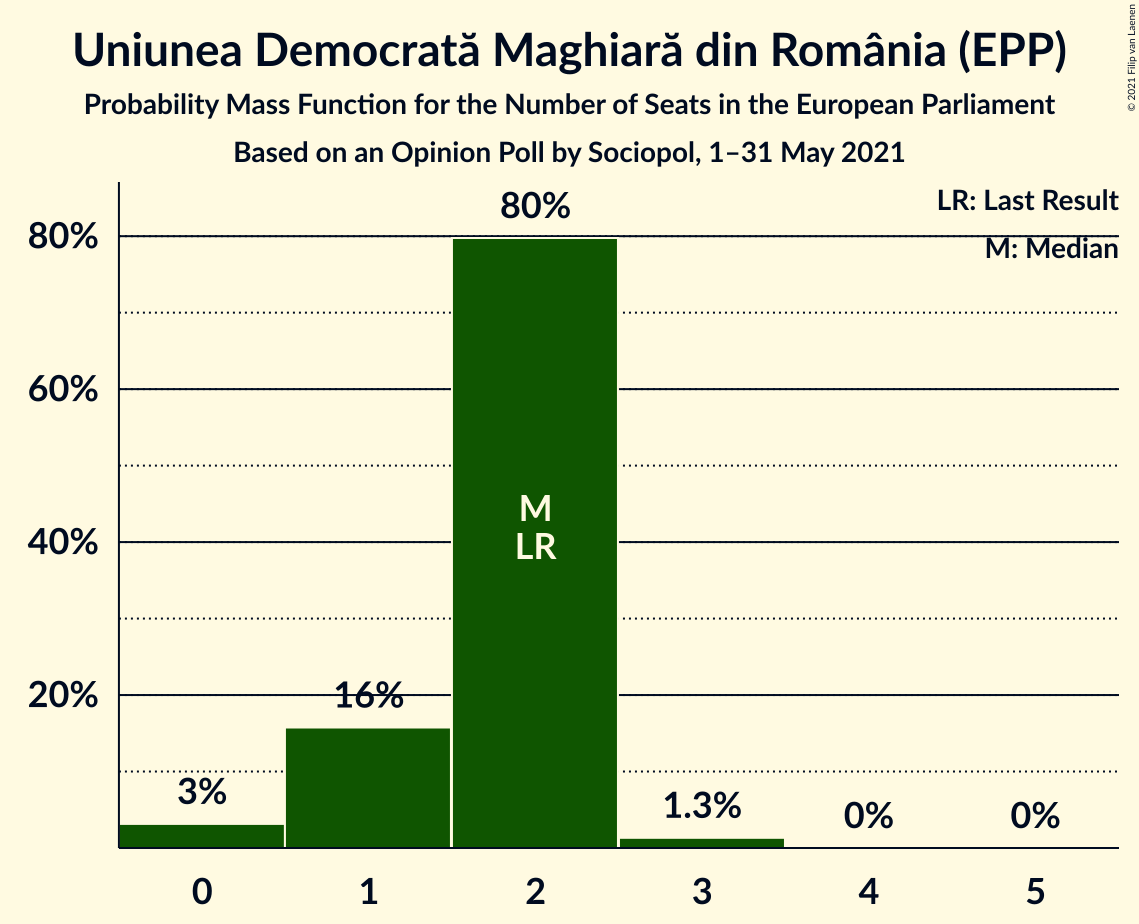 Uniunea Democrată Maghiară din România (EPP)
Probability Mass Function for the Number of Seats in the European Parliament
Based on an Opinion Poll by Sociopol, 1–31 May 2021
© 2021 Filip van Laenen
LR: Last Result
M: Median
80%
60%
40%
20%
3%
16%
80%
M
LR
1.3%
0%
0%
0
1
2
3
4
5